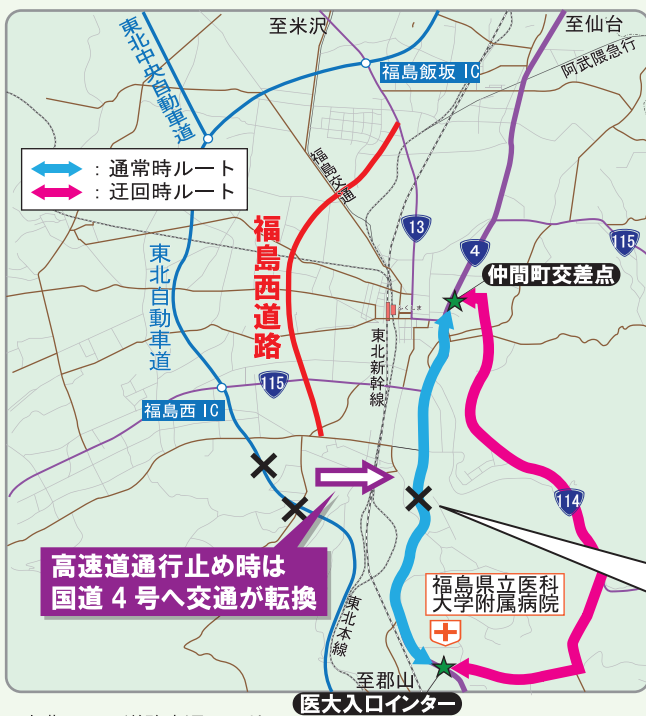 至米沢
至仙台
東北中央自動車道
福島飯坂 IC
阿武隈急行
: 通常時ルート
: 迂回時ルート
福島交通
13
4
115
福島西道路
仲間町交差点
東北自動車道
ふくしま
東北新幹線
115
福島西 IC
114
高速道通行止め時は
国道 4 号へ交通が転換
福島県立医科
大学附属病院
東北本線
至郡山
医大入口インター